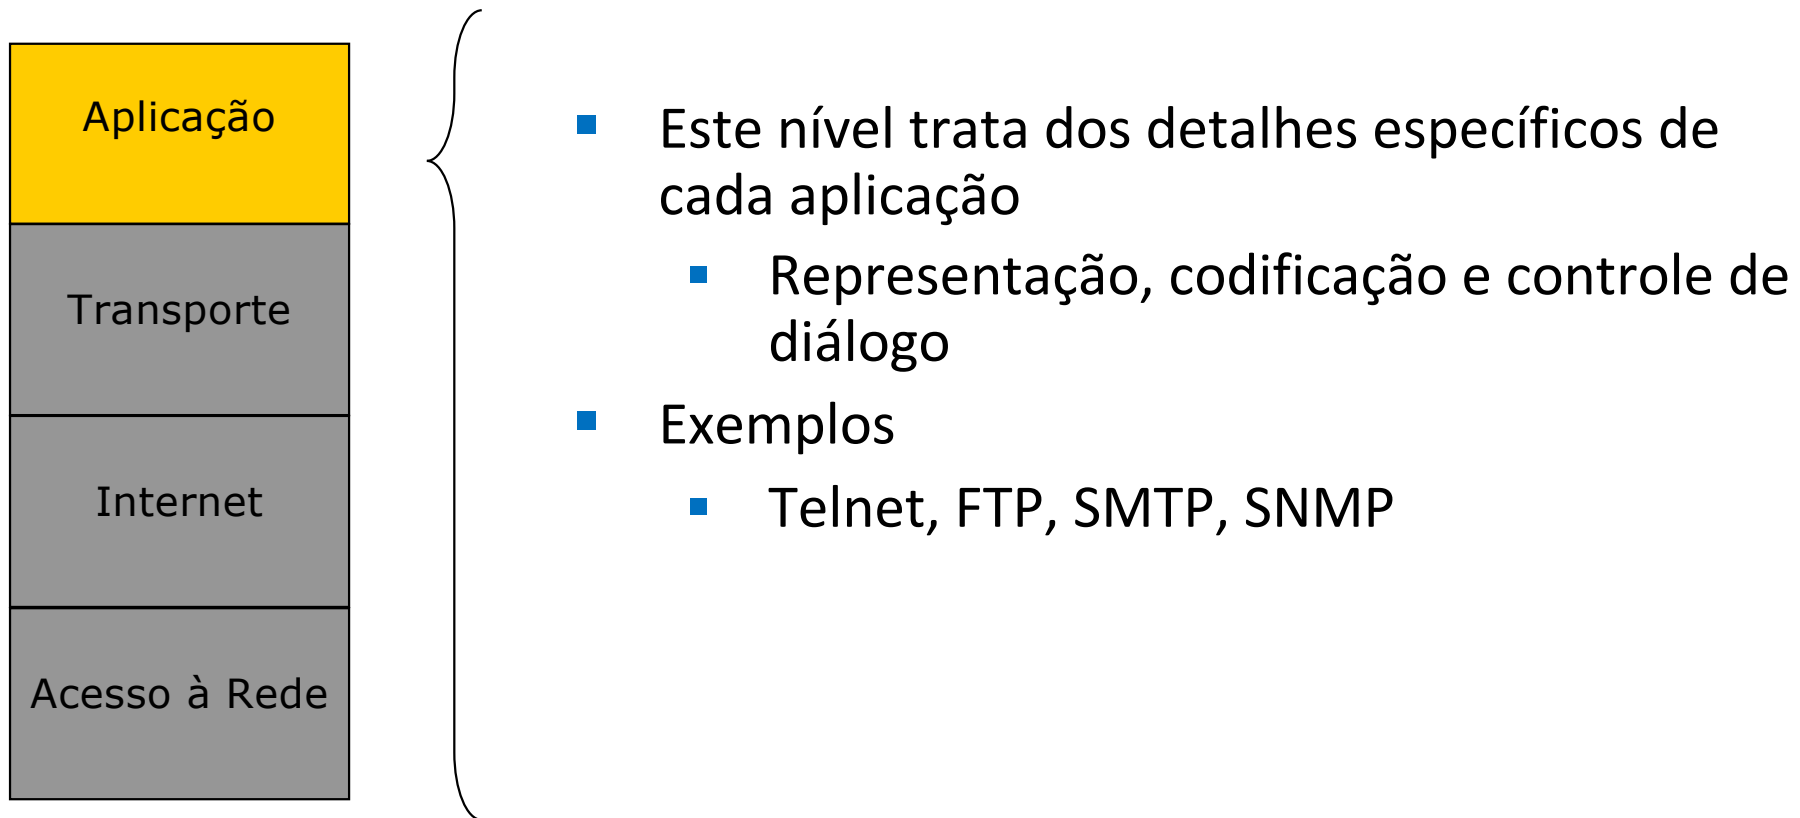 Aplicação
Transporte
Internet
Acesso à Rede
Este nível trata dos detalhes específicos de
cada aplicação
Representação, codificação e controle de
diálogo
Exemplos
Telnet, FTP, SMTP, SNMP